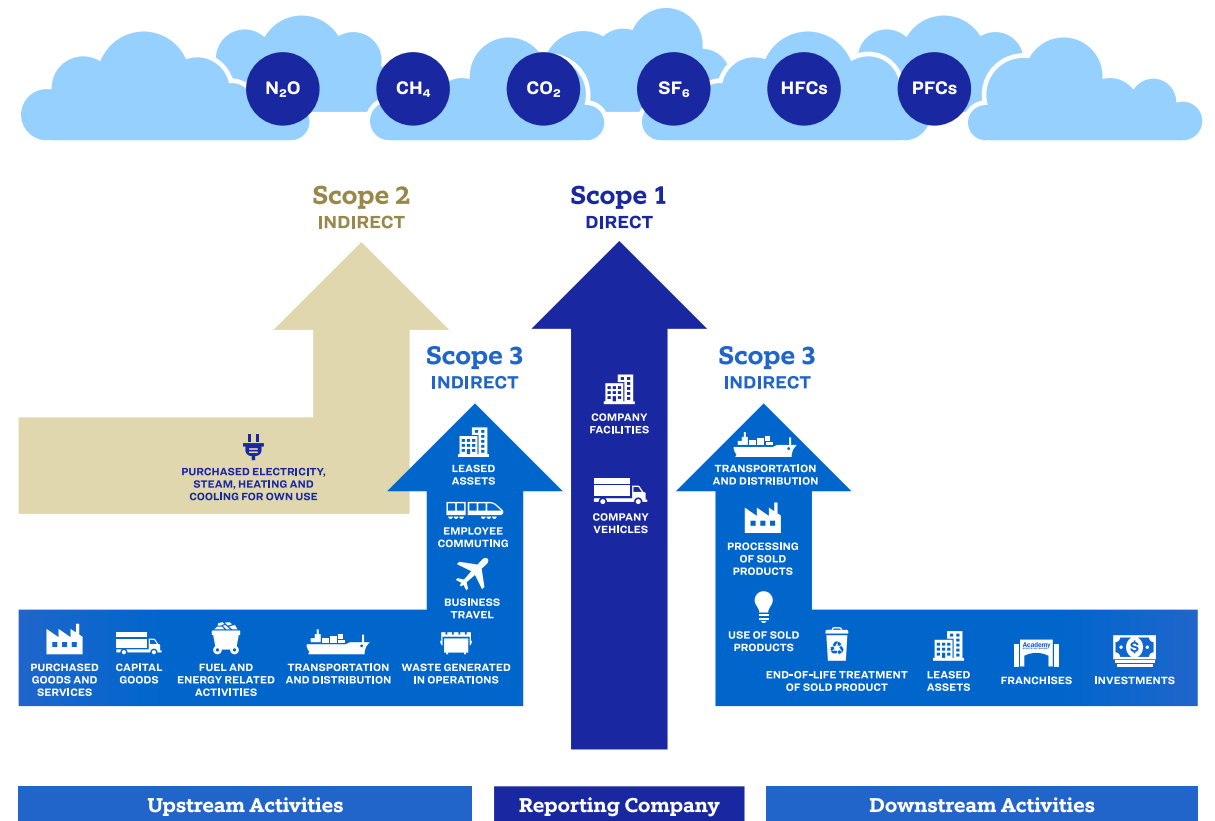 N₂O
CH₄
CO₂
SF₆
HFCs
PFCs
Scope 2
INDIRECT
Scope 1
DIRECT
Scope 3
INDIRECT
Scope 3
INDIRECT
PURCHASED ELECTRICITY,
STEAM, HEATING AND
COOLING FOR OWN USE
LEASED
ASSETS
EMPLOYEE
COMMUTING
BUSINESS
TRAVEL
PURCHASED
GOODS AND
SERVICES
CAPITAL
GOODS
FUEL AND
ENERGY RELATED
ACTIVITIES
TRANSPORTATION
AND DISTRIBUTION
WASTE GENERATED
IN OPERATIONS
COMPANY
FACILITIES
COMPANY
VEHICLES
TRANSPORTATION
AND DISTRIBUTION
PROCESSING
OF SOLD
PRODUCTS
USE OF SOLD
PRODUCTS
END-OF-LIFE TREATMENT
OF SOLD PRODUCT
LEASED
ASSETS
Academy
FRANCHISES
INVESTMENTS
Upstream Activities
Reporting Company
Downstream Activities